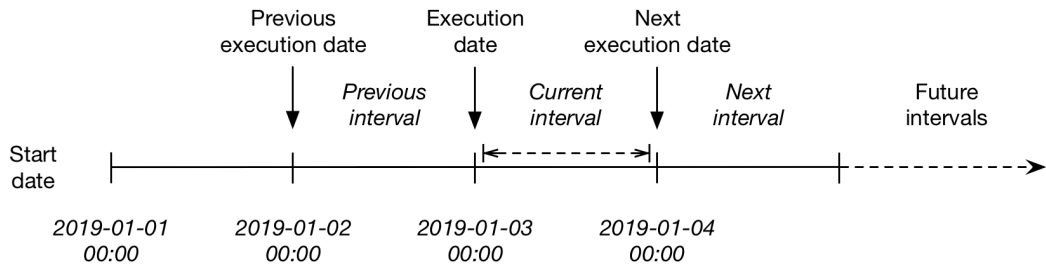 Previous
execution date
Execution
date
Next
execution date
Previous
interval
Current
interval
Next
interval
Future
intervals
Start
date
2019-01-01
00:00
2019-01-02
00:00
2019-01-03
00:00
2019-01-04
00:00